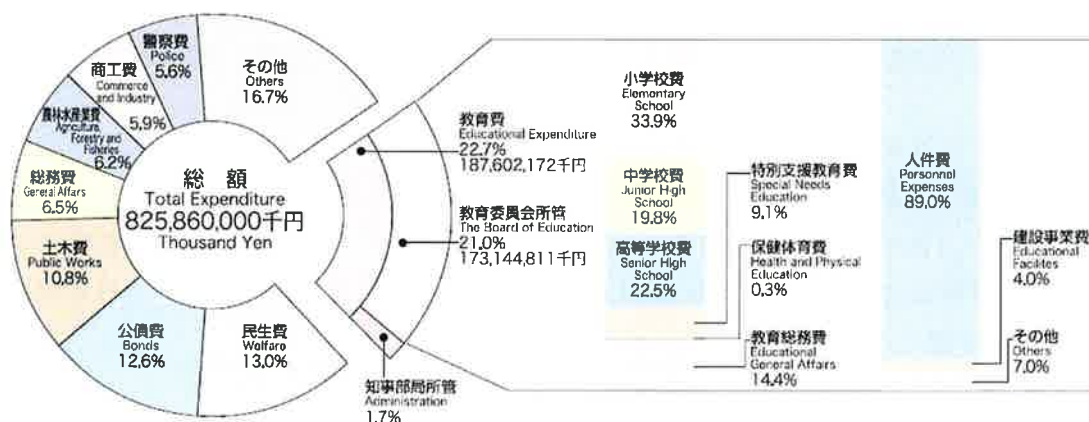 警察費
Police
5.6%
その他
Others
16.7%
商工費
Commerce
and Industry
5.9%
農林水産業費
Agriculture,
Forestry and
Fisheries
6.2%
総務費
General Affairs
6.5%
土木費
Public Works
10.8%
公債費
Bonds
12.6%
民生費
Welfare
13.0%
総 額
Total Expenditure
825,860,000千円
Thousand Yen
教育費
Educational Expenditure
22.7%
187,602,172千円
教育委員会所管
The Board of Education
21.0%
173,144,811千円
知事部局所管
Administration
1.7%
小学校費
Elementary
School
33.9%
中学校費
Junior High
School
19.8%
高等学校費
Senior High
School
22.5%
特別支援教育費
Special Needs
Education
9.1%
保健体育費
Health and Physical
Education
0.3%
教育総務費
Educational
General Affairs
14.4%
人件費
Personnel
Expenses
89.0%
建設事業費
Educational
Facilites
4.0%
その他
Others
7.0%